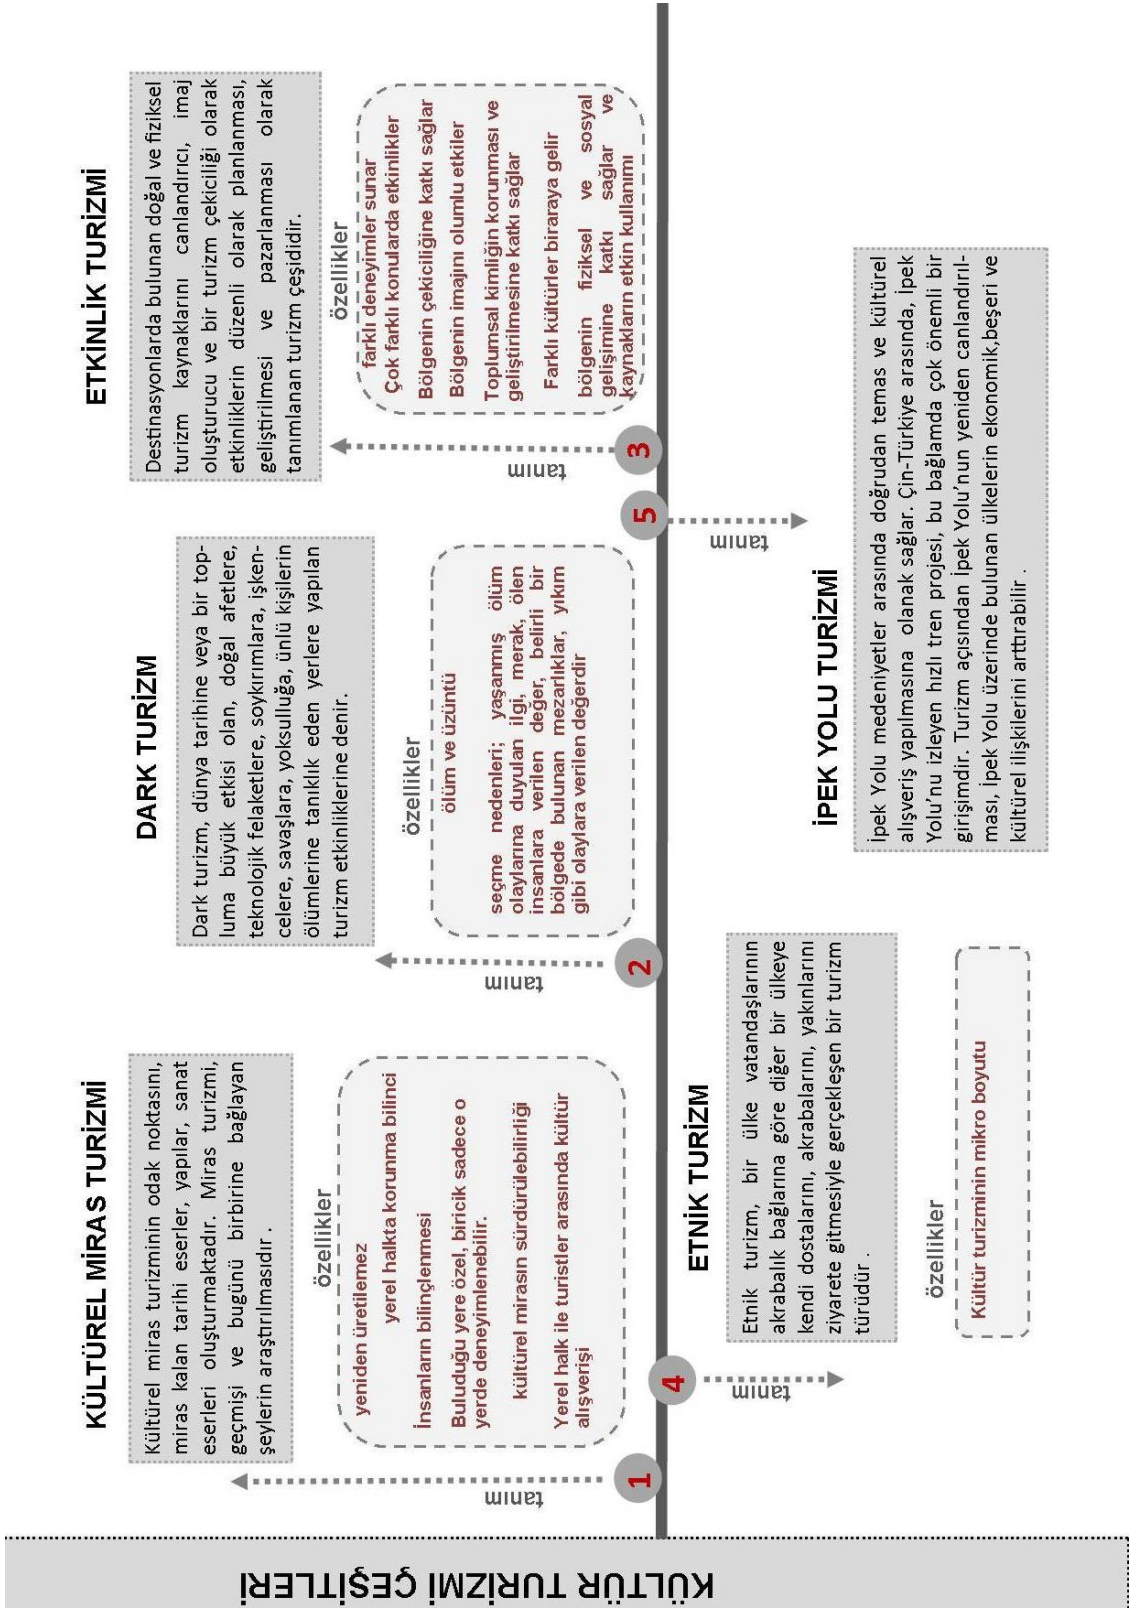 KÜLTÜR TURİZMİ ÇEŞİTLERİ
KÜLTÜREL MİRAS TURİZMİ
Kültürel miras turizminin odak noktasını,
miras kalan tarihi eserler, yapılar, sanat
eserleri oluşturmaktadır. Miras turizmi,
geçmişi ve bugünü birbirine bağlayan
şeylerin araştırılmasıdır .
özellikler
yeniden üretilemez
yerel halkta korunma bilinci
İnsanların bilinçlenmesi
Buluduğu yere özel, biricik sadece o
yerde deneyimlenebilir.
kültürel mirasın sürdürülebilirliği
Yerel halk ile turistler arasında kültür
alışverişi
tanım
1
DARK TURİZM
Dark turizm, dünya tarihine veya bir top-
luma büyük etkisi olan, doğal afetlere,
teknolojik felaketlere, soykırımlara, işken-
celere, savaşlara, yoksulluğa, ünlü kişilerin
ölümlerine tanıklık eden yerlere yapılan
turizm etkinliklerine denir.
özellikler
ölüm ve üzüntü
seçme nedenleri; yaşanmış ölüm
olaylarına duyulan ilgi, merak, ölen
insanlara verilen değer, belirli bir
bölgede bulunan mezarlıklar, yıkım
gibi olaylara verilen değerdir
tanım
2
ETKİNLİK TURİZMİ
Destinasyonlarda bulunan doğal ve fiziksel
turizm kaynaklarını canlandırıcı, imaj
oluşturucu ve bir turizm çekiciliği olarak
etkinliklerin düzenli olarak planlanması,
geliştirilmesi ve pazarlanması olarak
tanımlanan turizm çeşididir.
özellikler
farklı deneyimler sunar
Çok farklı konularda etkinlikler
Bölgenin çekiciliğine katkı sağlar
Bölgenin imajını olumlu etkiler
Toplumsal kimliğin korunması ve
geliştirilmesine katkı sağlar
Farklı kültürler biraraya gelir
bölgenin fiziksel ve sosyal
gelişimine katkı sağlar ve
kaynakların etkin kullanımı
tanım
3
4
tanım
ETNİK TURİZM
Etnik turizm, bir ülke vatandaşlarının
akrabalık bağlarına göre diğer bir ülkeye
kendi dostalarını, akrabalarını, yakınlarını
ziyarete gitmesiyle gerçekleşen bir turizm
türüdür .
özellikler
Kültür turizminin mikro boyutu
5
tanım
İPEK YOLU TURİZMİ
İpek Yolu medeniyetler arasında doğrudan temas ve kültürel
alışveriş yapılmasına olanak sağlar. Çin-Türkiye arasında, İpek
Yolu’nu izleyen hızlı tren projesi, bu bağlamda çok önemli bir
girişimdir. Turizm açısından İpek Yolu’nun yeniden canlandırıl-
ması, İpek Yolu üzerinde bulunan ülkelerin ekonomik,beşeri ve
kültürel ilişkilerini arttırabilir .